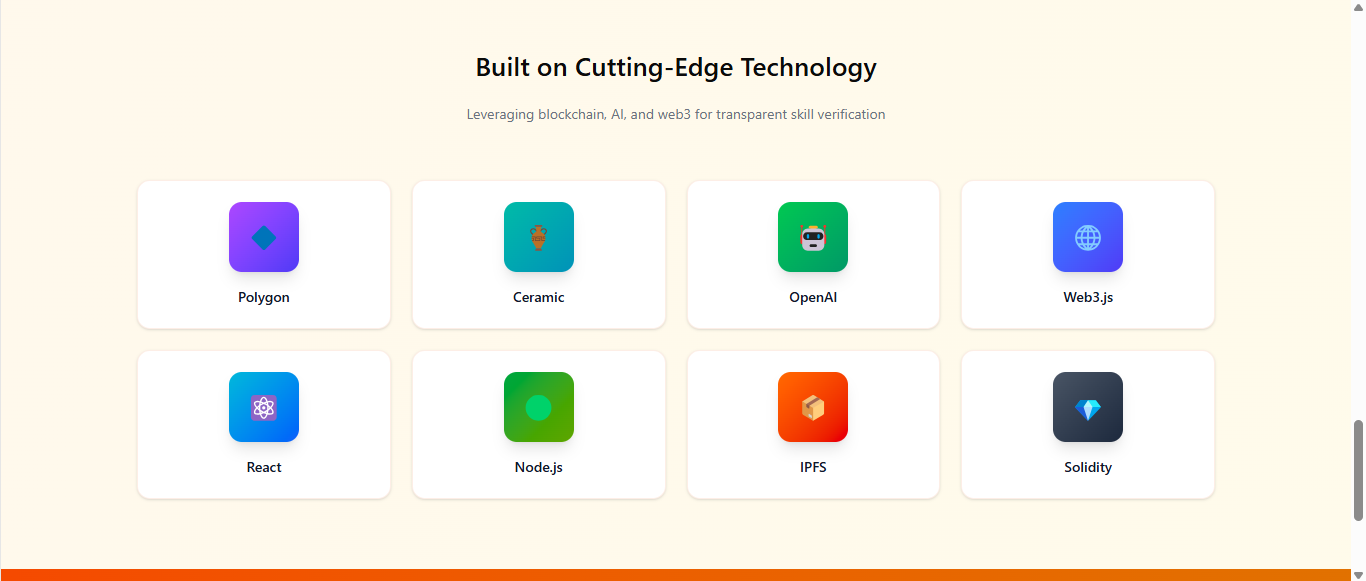 Built on Cutting-Edge Technology
Leveraging blockchain, AI, and web3 for transparent skill verification
Polygon
Ceramic
OpenAI
Web3.js
React
Node.js
IPFS
Solidity